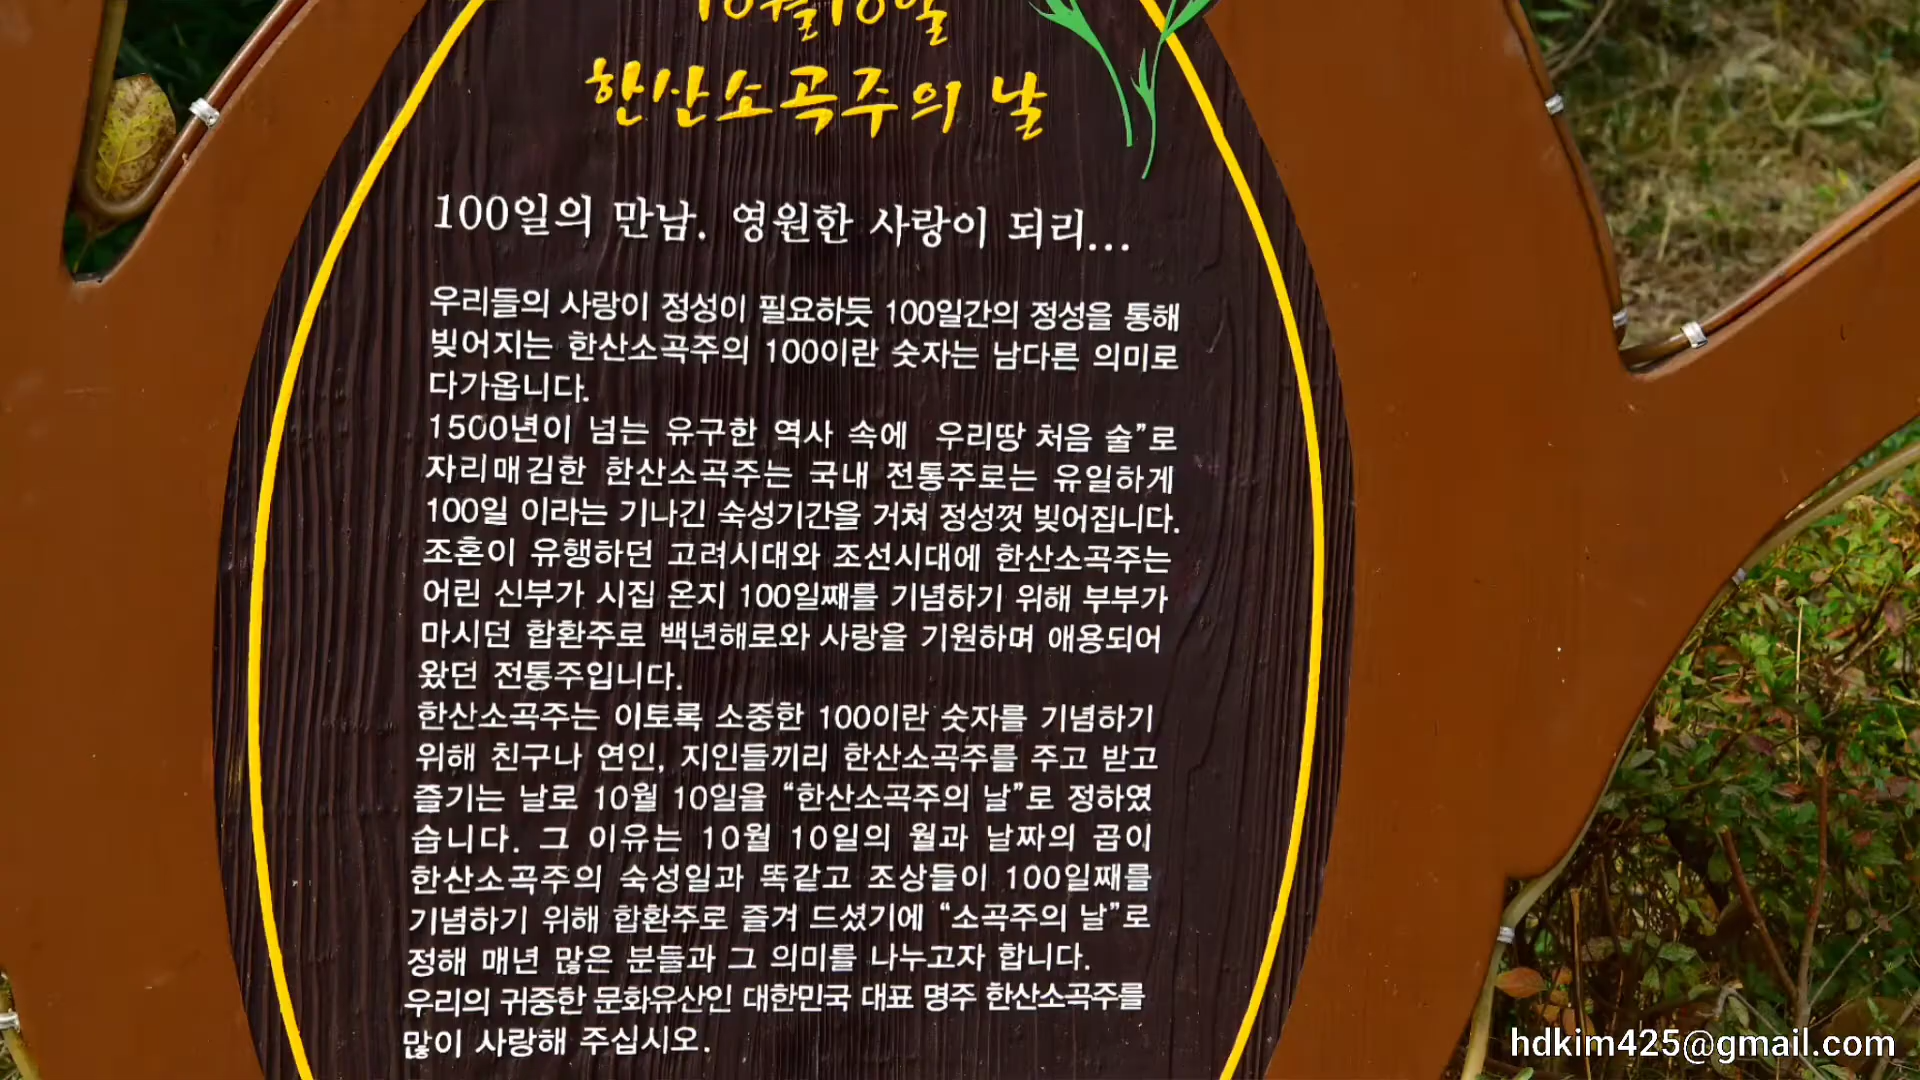 10월10일
한산소곡주의 날
100일의 만남. 영원한 사랑이 되리...
우리들의 사랑이 정성이 필요하듯 100일간의 정성을 통해
빚어지는 한산소곡주의 100이란 숫자는 남다른 의미로
다가옵니다.
1500년이 넘는 유구한 역사 속에 우리땅 처음 술”로
자리매김한 한산소곡주는 국내 전통주로는 유일하게
100일 이라는 기나긴 숙성기간을 거쳐 정성껏 빚어집니다.
조혼이 유행하던 고려시대와 조선시대에 한산소곡주는
어린 신부가 시집 온지 100일째를 기념하기 위해 부부가
마시던 합환주로 백년해로와 사랑을 기원하며 애용되어
왔던 전통주입니다.
한산소곡주는 이토록 소중한 100이란 숫자를 기념하기
위해 친구나 연인, 지인들끼리 한산소곡주를 주고 받고
즐기는 날로 10월 10일을 “한산소곡주의 날”로 정하였
습니다. 그 이유는 10월 10일의 월과 날짜의 곱이
한산소곡주의 숙성일과 똑같고 조상들이 100일째를
기념하기 위해 합환주로 즐겨 드셨기에 “소곡주의 날”로
정해 매년 많은 분들과 그 의미를 나누고자 합니다.
우리의 귀중한 문화유산인 대한민국 대표 명주 한산소곡주를
많이 사랑해 주십시오.
hdkim425@gmail.com